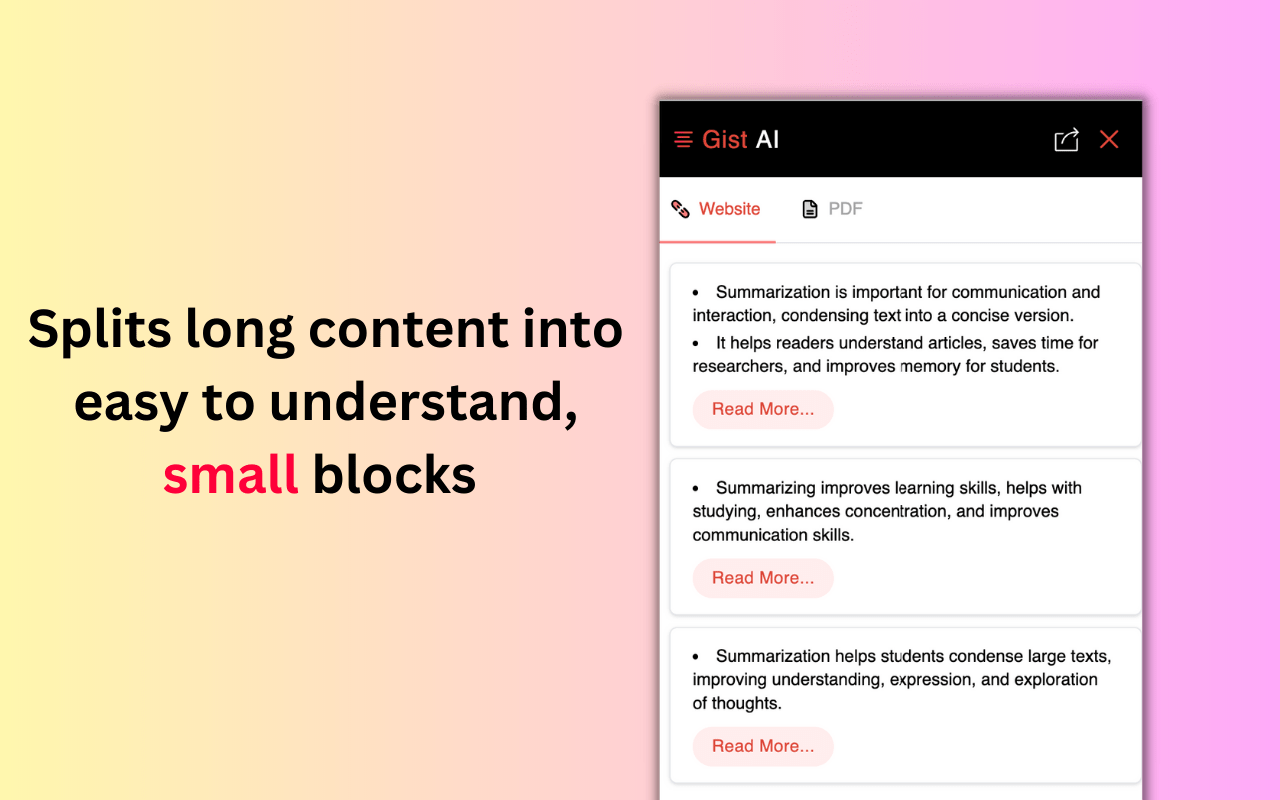 Splits long content into
easy to understand,
small blocks
Gist AI
Website PDF
• Summarization is important for communication and
interaction, condensing text into a concise version.
• It helps readers understand articles, saves time for
researchers, and improves memory for students.
Read More...
• Summarizing improves learning skills, helps with
studying, enhances concentration, and improves
communication skills.
Read More...
• Summarization helps students condense large texts,
improving understanding, expression, and exploration
of thoughts.
Read More...